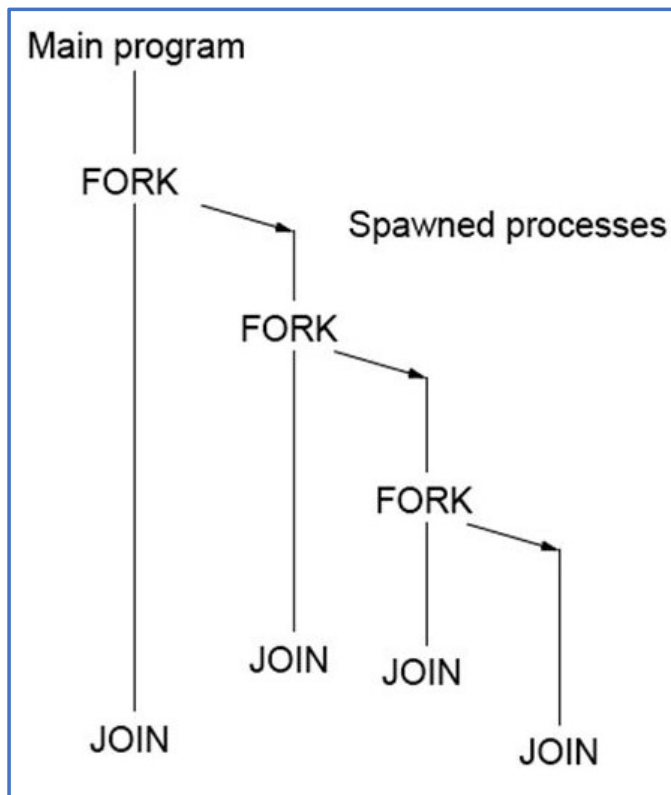 Main program
FORK
Spawned processes
FORK
FORK
JOIN
JOIN
JOIN
JOIN